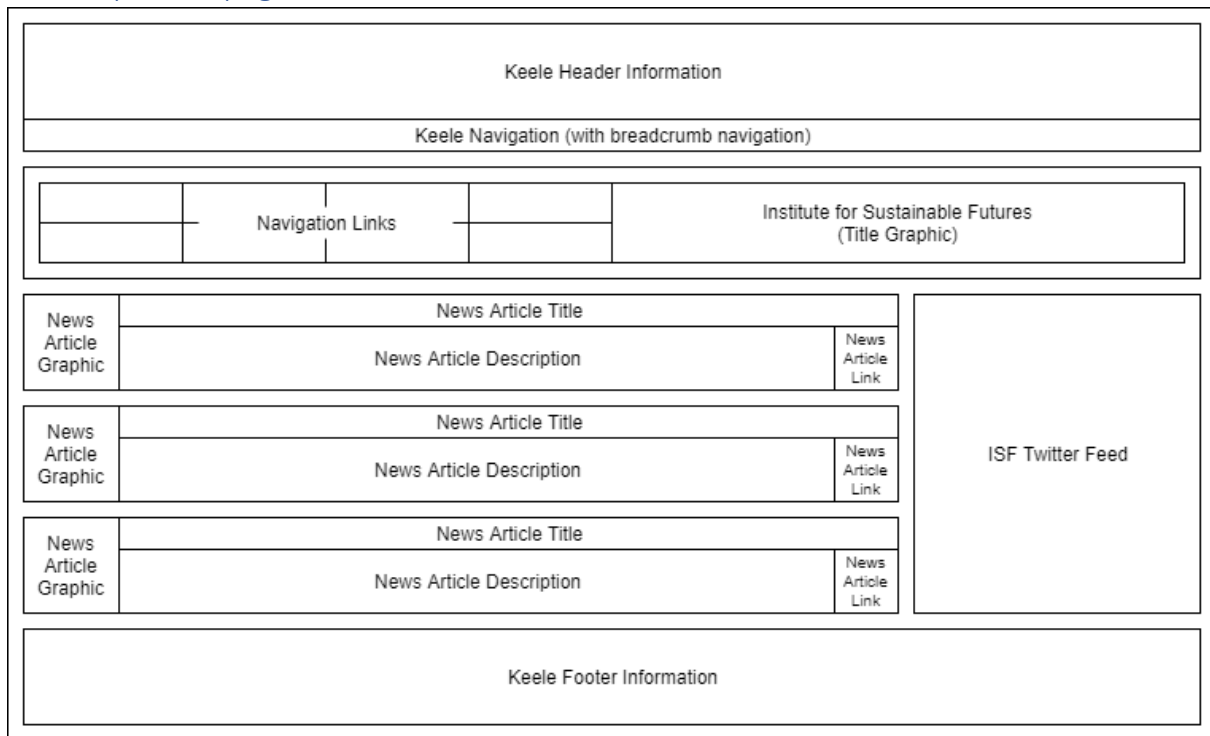 Keele Header Information
Keele Navigation (with breadcrumb navigation)
Navigation Links
Institute for Sustainable Futures
(Title Graphic)
News
Article
Graphic
News Article Title
News Article Description
News
Article
Link
News
Article
Graphic
News Article Title
News Article Description
News
Article
Link
News
Article
Graphic
News Article Title
News Article Description
News
Article
Link
ISF Twitter Feed
Keele Footer Information